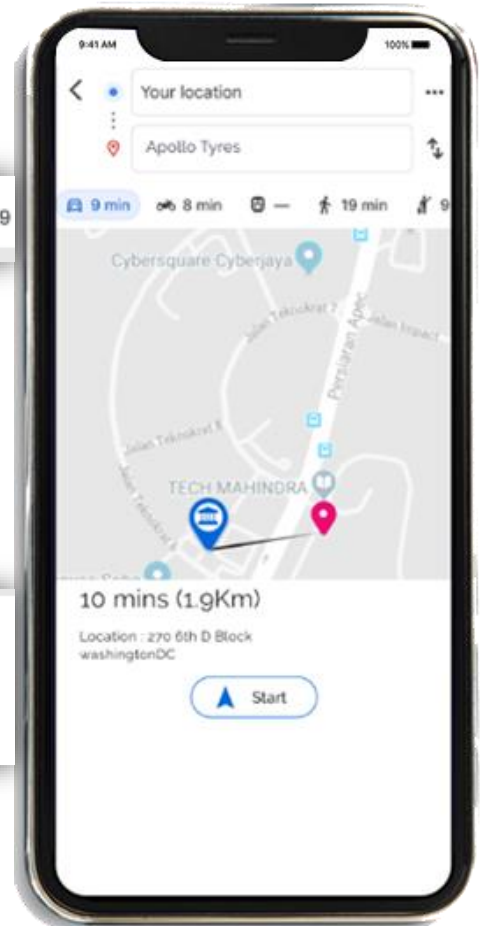 9:41 AM 100%
Your location
Apollo Tyres
9 min 8 min — 19 min 9
9
Cybersquare Cyberjaya
Jalan Teknokrat 7
Jalan Impact
Persiaran Apec
Jalan Teknokrat
TECH MAHINDRA
Jalan Teknokrat
10 mins (1.9Km)
Location : 270 6th D Block
washingtonDC
Start